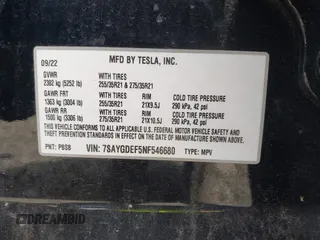 MFD BY TESLA, INC.
09/22
GVWR WITH TIRES
2382 kg (5252 lb) 255/35R21 & 275/35R21
GAWR FRT WITH TIRES RIM COLD TIRE PRESSURE
1363 kg (3004 lb) 255/35R21 21X9.5J 290 kPa, 42 psi
GAWR RR WITH TIRES RIM COLD TIRE PRESSURE
1500 kg (3306 lb) 275/35R21 21X10.5J 290 kPa, 42 psi
THIS VEHICLE CONFORMS TO ALL APPLICABLE U.S. FEDERAL MOTOR
VEHICLE SAFETY STANDARDS IN EFFECT ON THE DATE OF MANUFACTURE SHOWN ABOVE
PNT: PBSB VIN: 7SAYGDEF5NF546680 TYPE: MPV
DREAMBID